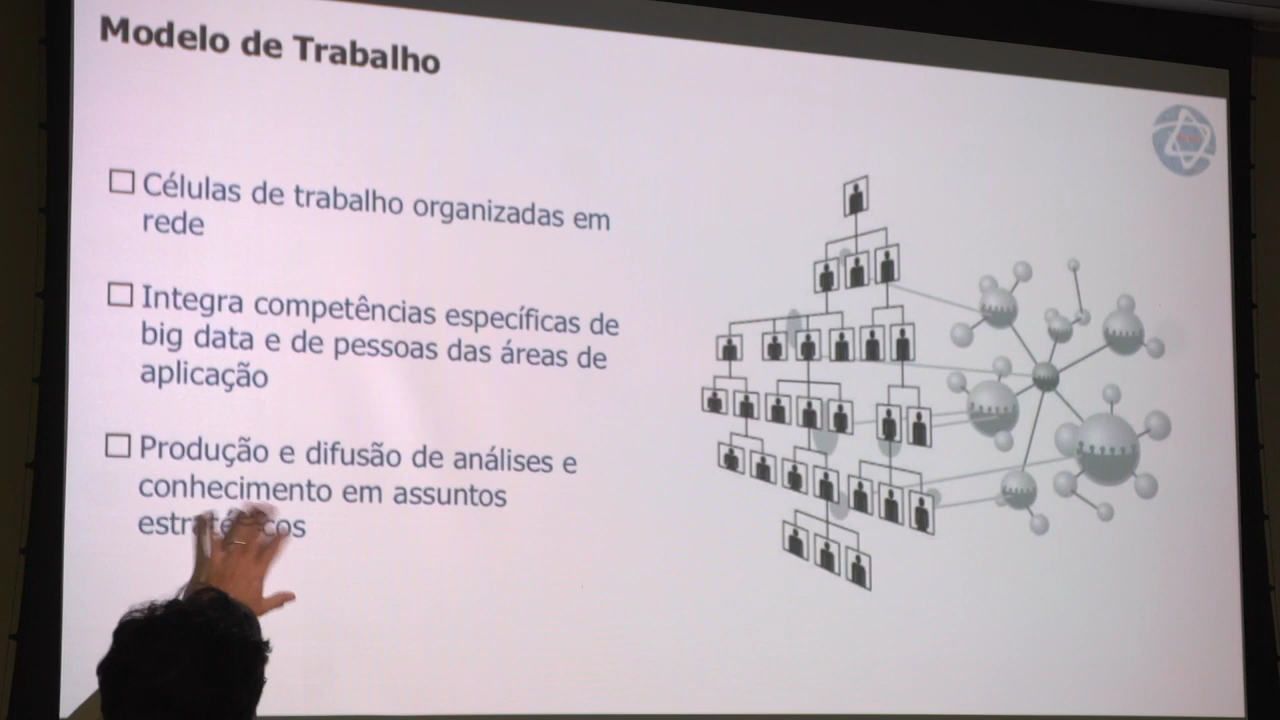 Modelo de Trabalho
Células de trabalho organizadas em
rede
Integra competências específicas de
big data e de pessoas das áreas de
aplicação
Produção e difusão de análises e
conhecimento em assuntos
estratégicos